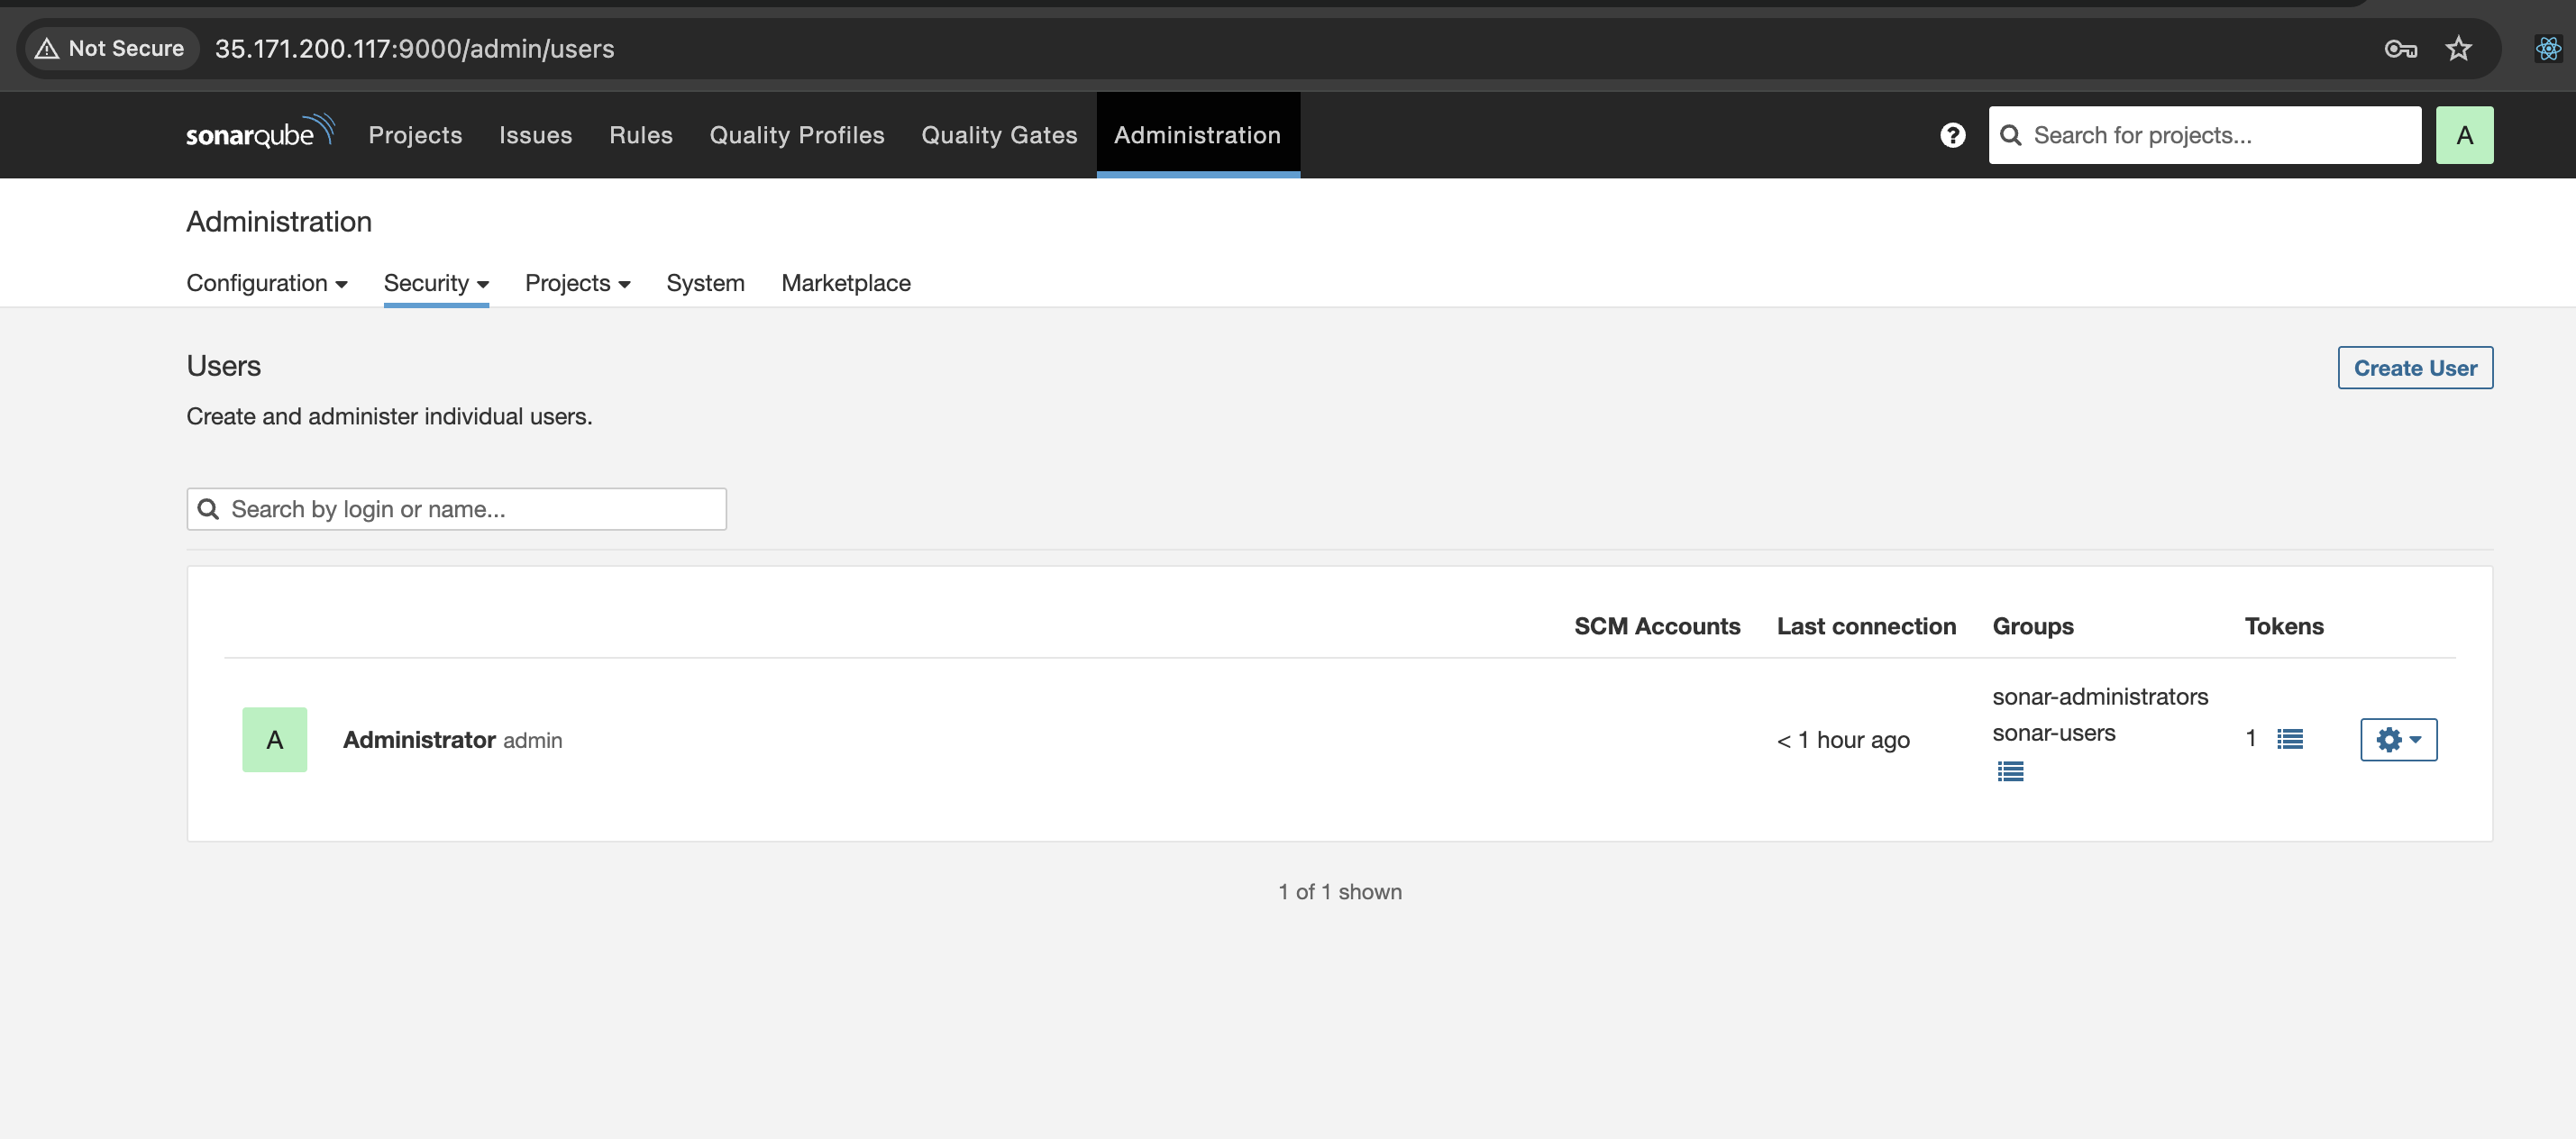 Not Secure 35.171.200.117:9000/admin/users
sonarqube Projects Issues Rules Quality Profiles Quality Gates Administration ? Search for projects... A
Administration
Configuration Security Projects System Marketplace
Users Create User
Create and administer individual users.
Search by login or name...
SCM Accounts Last connection Groups Tokens
sonar-administrators
A Administrator admin < 1 hour ago sonar-users 1
1 of 1 shown